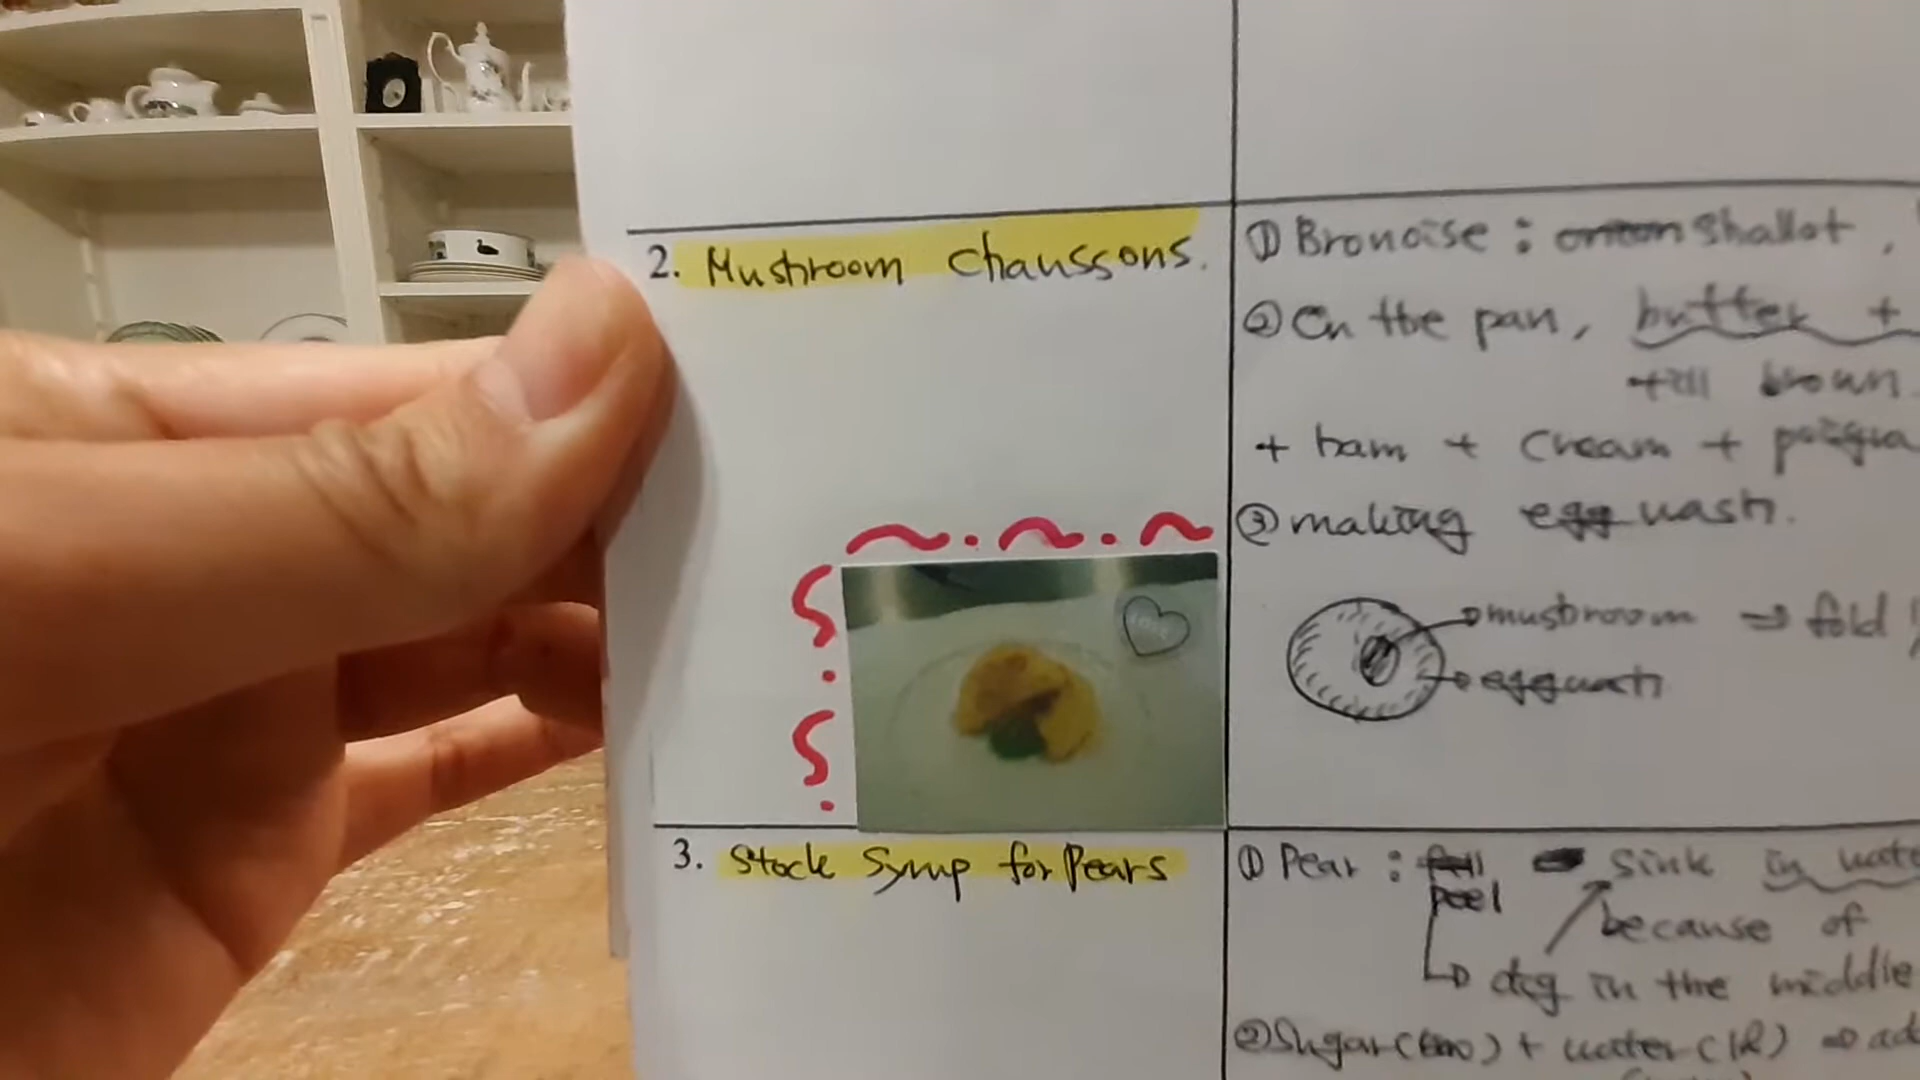 2. Mushroom Chaussons.
① Bronoise : onion shallot,
② On the pan, butter +
till brown.
+ ham + cream +
③ making egg wash.
mushroom → fold
eggwash
3. Stock Syrup for Pears
① Pear : sink in
peel
because of
dig in the middle
② Sugar ( ) + water (1l) →